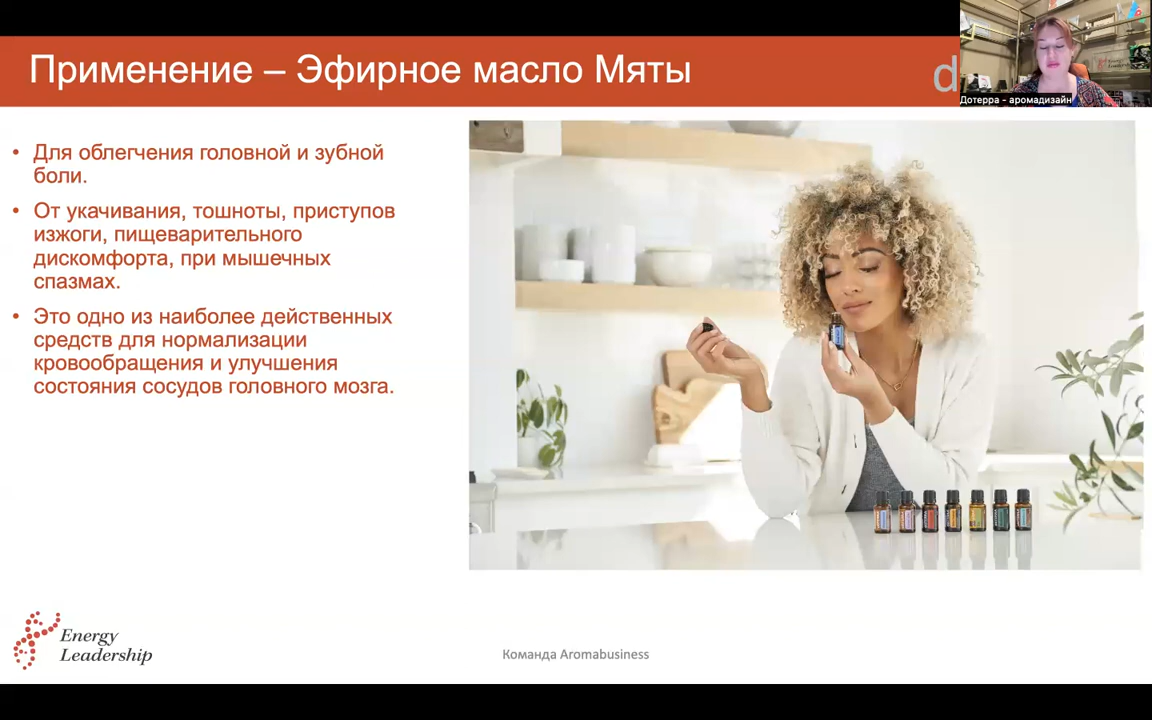 Применение – Эфирное масло Мяты
d
Дотерра - аромадизайн
• Для облегчения головной и зубной
боли.
• От укачивания, тошноты, приступов
изжоги, пищеварительного
дискомфорта, при мышечных
спазмах.
• Это одно из наиболее действенных
средств для нормализации
кровообращения и улучшения
состояния сосудов головного мозга.
Energy
Leadership
Команда Aromabusiness